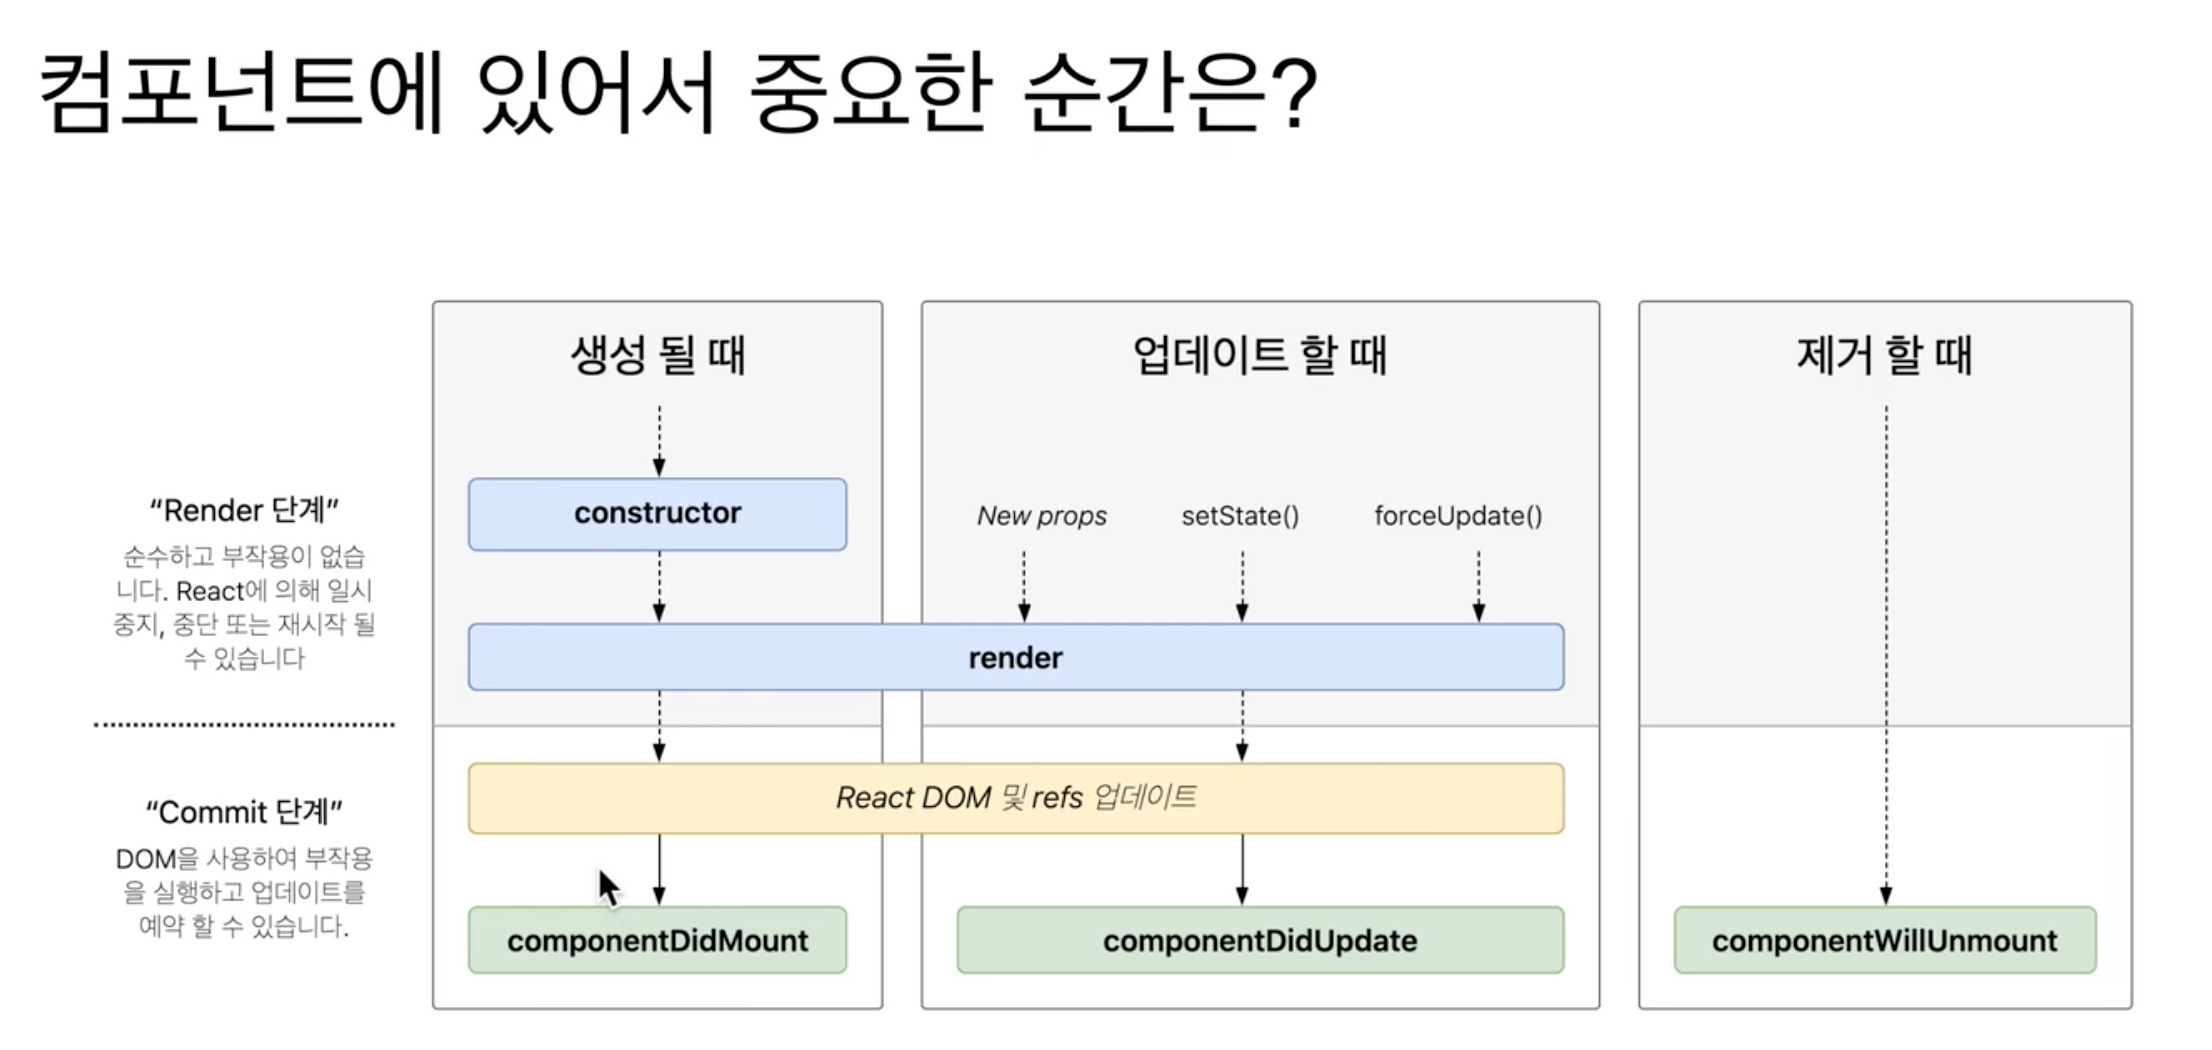 컴포넌트에 있어서 중요한 순간은?
생성 될 때
업데이트 할 때
제거 할 때
“Render 단계”
순수하고 부작용이 없습
니다. React에 의해 일시
중지, 중단 또는 재시작 될
수 있습니다
constructor
New props
setState()
forceUpdate()
render
“Commit 단계”
DOM을 사용하여 부작용
을 실행하고 업데이트를
예약 할 수 있습니다.
React DOM 및 refs 업데이트
componentDidMount
componentDidUpdate
componentWillUnmount